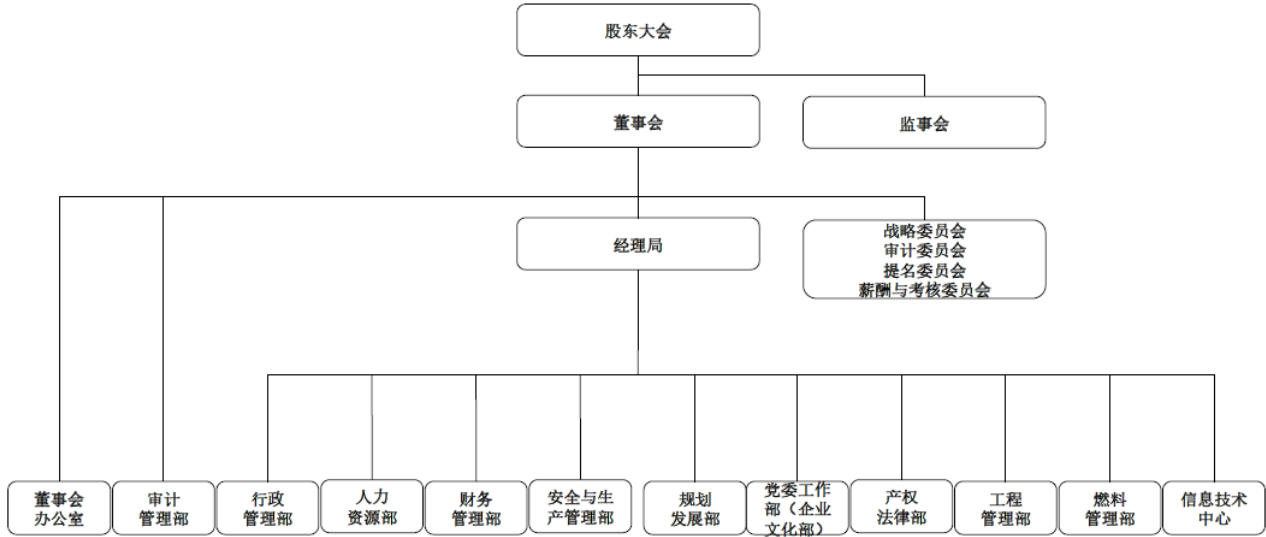 股东大会
董事会
监事会
经理局
战略委员会
审计委员会
提名委员会
薪酬与考核委员会
董事会
办公室
审计
管理部
行政
管理部
人力
资源部
财务
管理部
安全与生
产管理部
规划
发展部
党委工作
部（企业
文化部）
产权
法律部
工程
管理部
燃料
管理部
信息技术
中心